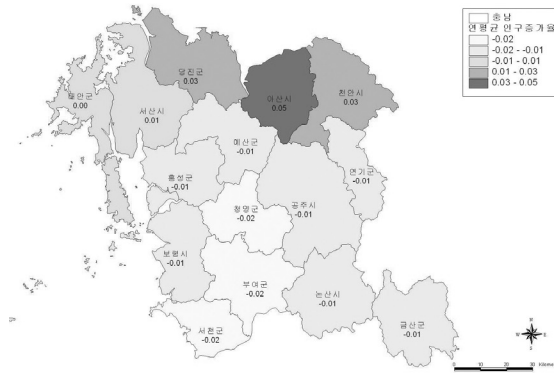 충남
연평균 인구증가율
-0.02
-0.02 - -0.01
-0.01 - 0.01
0.01 - 0.03
0.03 - 0.05
당진군
0.03
아산시
0.05
천안시
0.03
태안군
0.00
서산시
0.01
예산군
-0.01
연기군
-0.01
홍성군
-0.01
청양군
-0.02
공주시
-0.01
보령시
-0.01
부여군
-0.02
논산시
-0.01
서천군
-0.02
금산군
-0.01
0 10 20 30 Kilometers